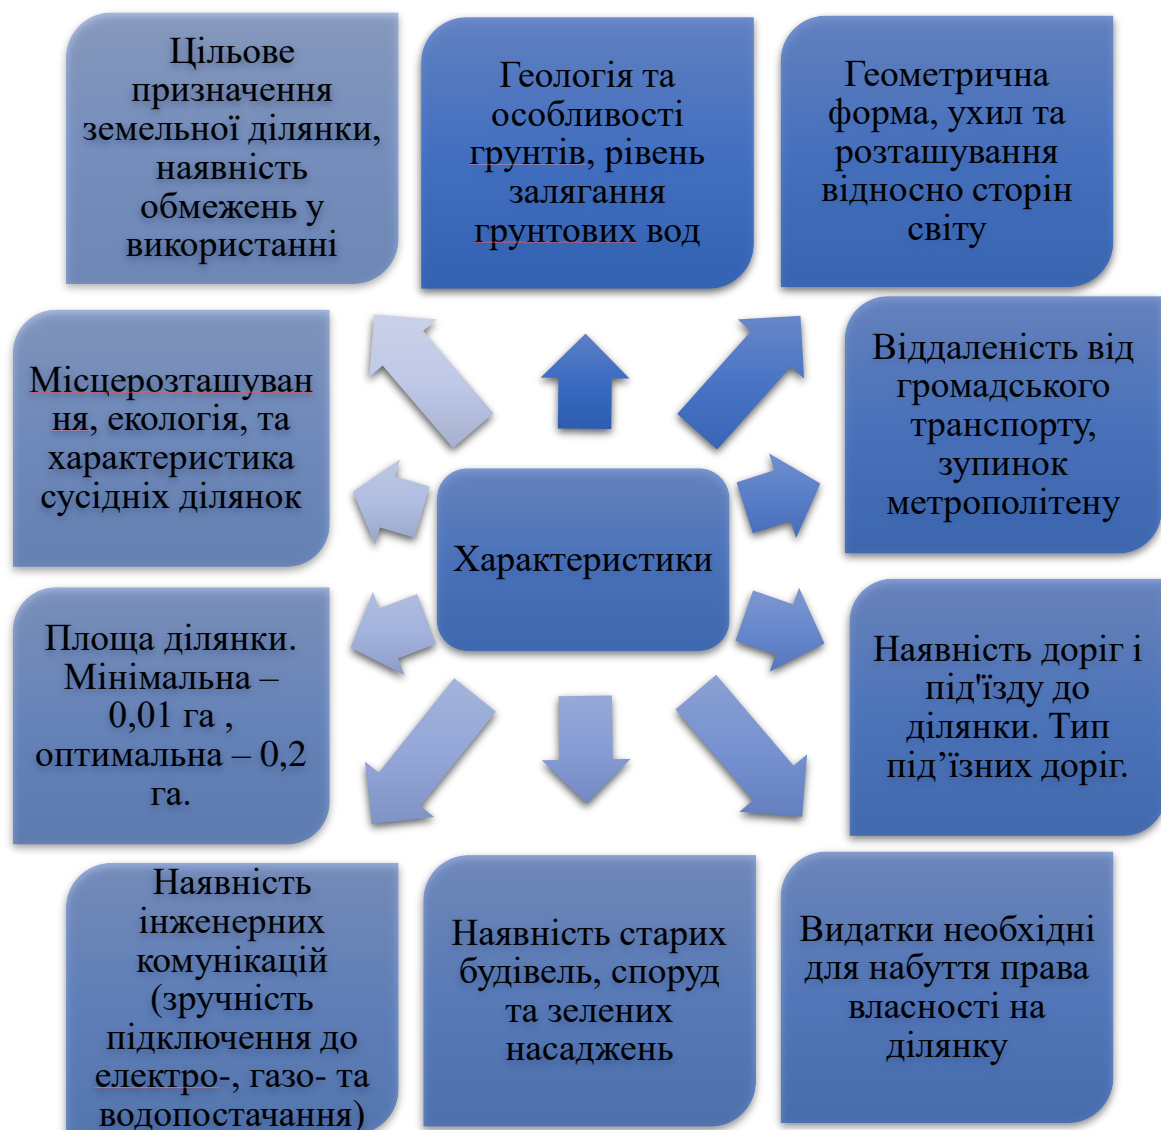 Цільове
призначення
земельної ділянки,
наявність
обмежень у
використанні
Геологія та
особливості
грунтів, рівень
залягання
грунтових вод
Геометрична
форма, ухил та
розташування
відносно сторін
світу
Місцерозташуван
ня, екологія, та
характеристика
сусідніх ділянок
Віддаленість від
громадського
транспорту,
зупинок
метрополітену
Характеристики
Площа ділянки.
Мінімальна –
0,01 га ,
оптимальна – 0,2
га.
Наявність доріг і
під'їзду до
ділянки. Тип
під’їзних доріг.
Наявність
інженерних
комунікацій
(зручність
підключення до
електро-, газо- та
водопостачання)
Наявність старих
будівель, споруд
та зелених
насаджень
Видатки необхідні
для набуття права
власності на
ділянку